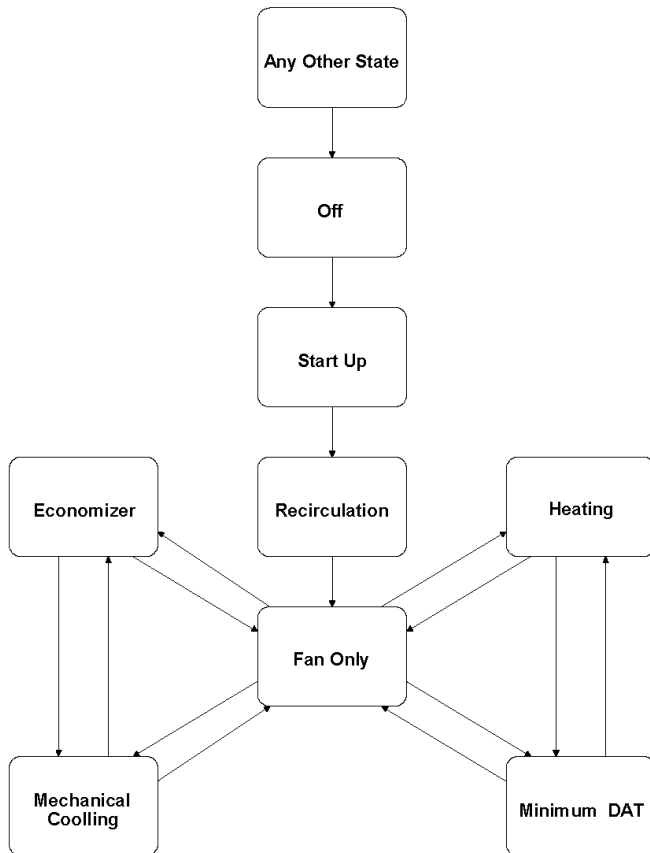 Any Other State
Off
Start Up
Economizer
Recirculation
Heating
Fan Only
Mechanical
Coolling
Minimum DAT